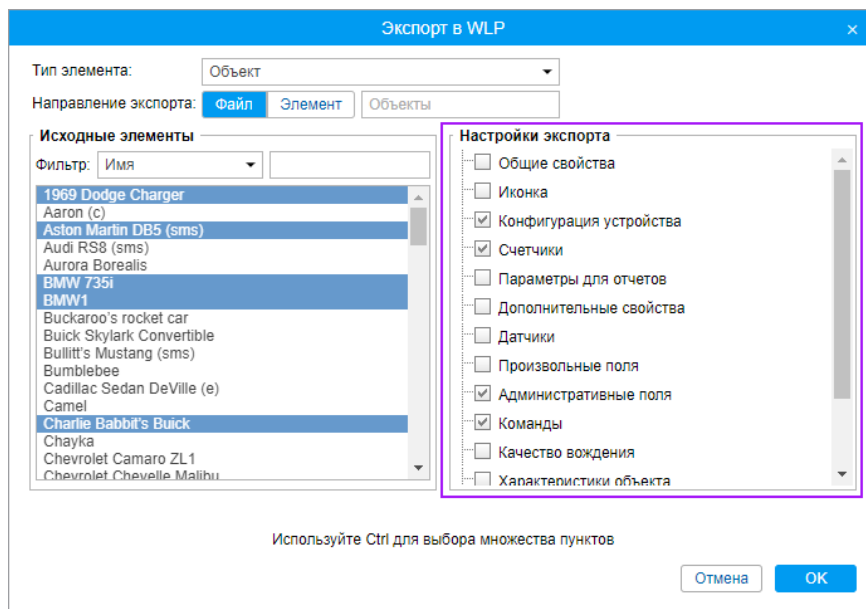 Экспорт в WLP
Тип элемента: Объект
Направление экспорта: Файл Элемент Объекты
Исходные элементы
Фильтр: Имя
1969 Dodge Charger
Aaron (c)
Aston Martin DB5 (sms)
Audi RS8 (sms)
Aurora Borealis
BMW 735i
BMW1
Buckaroo's rocket car
Buick Skylark Convertible
Bullitt's Mustang (sms)
Bumblebee
Cadillac Sedan DeVille (e)
Camel
Charlie Babbit's Buick
Chayka
Chevrolet Camaro ZL1
Chevrolet Chevelle Malibu
Настройки экспорта
Общие свойства
Иконка
Конфигурация устройства
Счетчики
Параметры для отчетов
Дополнительные свойства
Датчики
Произвольные поля
Административные поля
Команды
Качество вождения
Характеристики объекта
Используйте Ctrl для выбора множества пунктов
Отмена OK